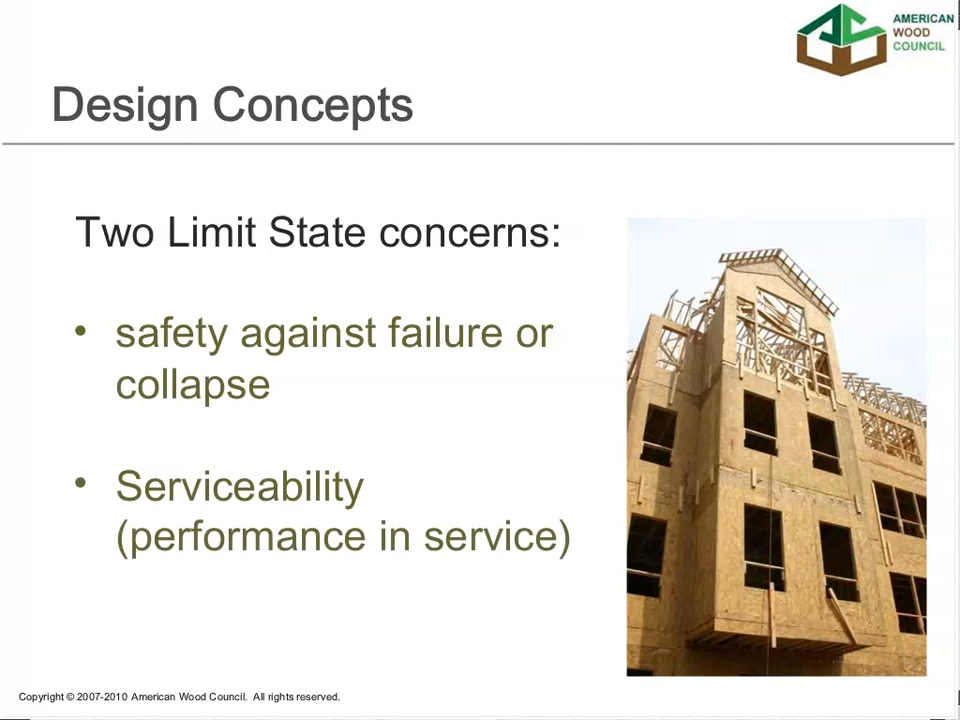 AMERICAN
WOOD
COUNCIL
Design Concepts
Two Limit State concerns:
• safety against failure or
collapse
• Serviceability
(performance in service)
Copyright © 2007-2010 American Wood Council. All rights reserved.